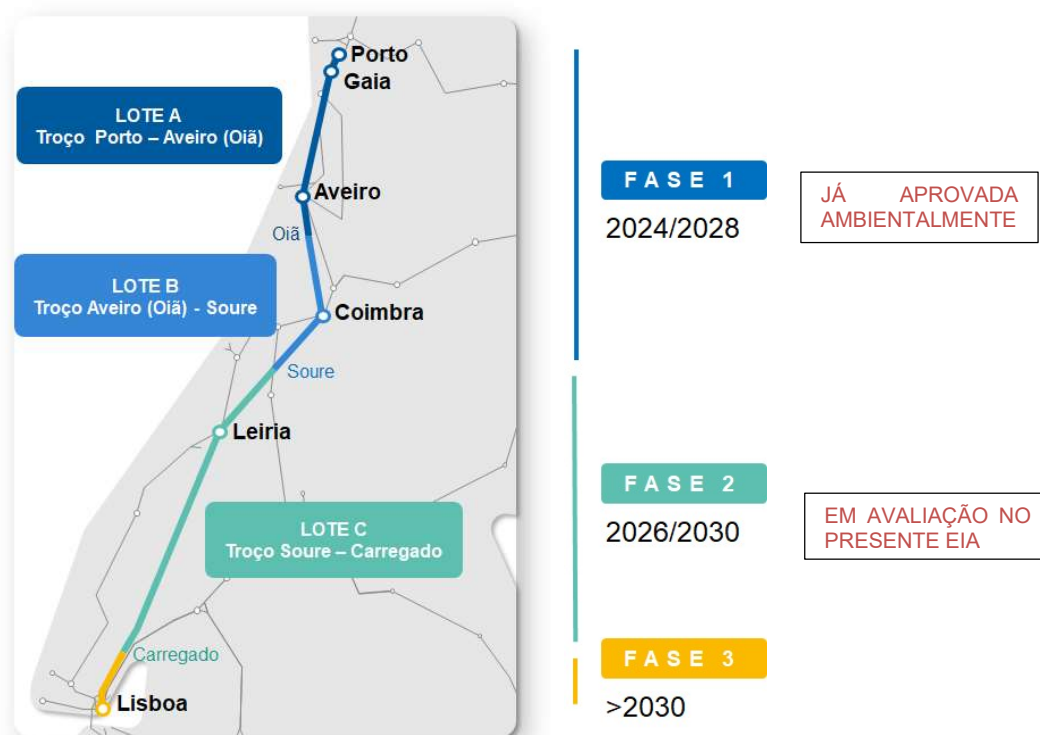 Porto
Gaia
LOTE A
Troço Porto – Aveiro (Oiã)
Aveiro
Oiã
LOTE B
Troço Aveiro (Oiã) - Soure
Coimbra
Soure
Leiria
LOTE C
Troço Soure – Carregado
Carregado
Lisboa
FASE 1
2024/2028
JÁ APROVADA
AMBIENTALMENTE
FASE 2
2026/2030
EM AVALIAÇÃO NO
PRESENTE EIA
FASE 3
>2030